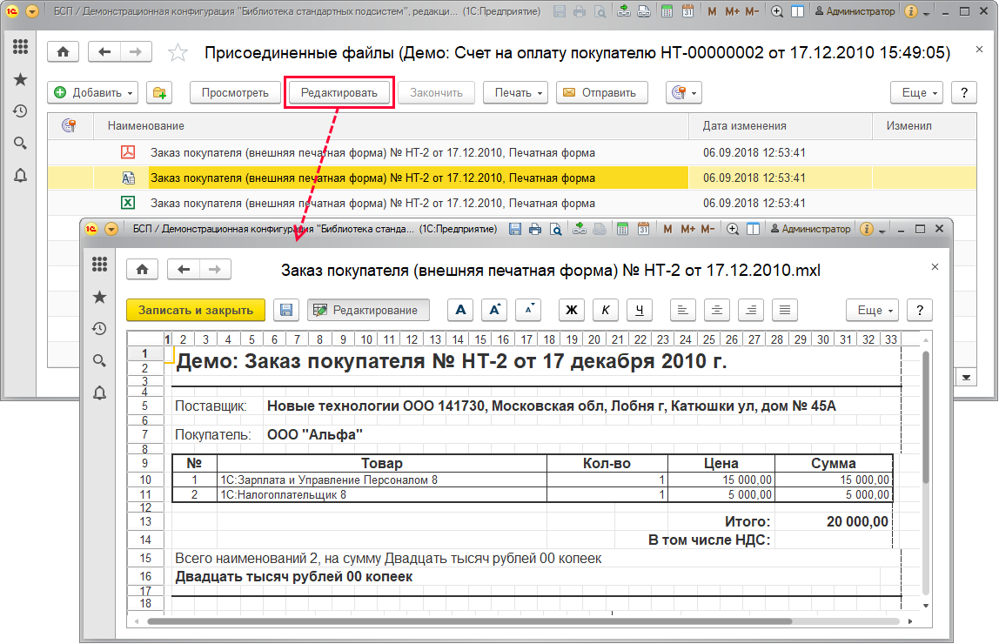 БСП / Демонстрационная конфигурация "Библиотека стандартных подсистем", редакци... (1С:Предприятие) M M+ M- Администратор
Присоединенные файлы (Демо: Счет на оплату покупателю НТ-00000002 от 17.12.2010 15:49:05)
Добавить Просмотреть Редактировать Закончить Печать Отправить Еще ?
Наименование Дата изменения Изменил
Заказ покупателя (внешняя печатная форма) № НТ-2 от 17.12.2010, Печатная форма 06.09.2018 12:53:41
Заказ покупателя (внешняя печатная форма) № НТ-2 от 17.12.2010, Печатная форма 06.09.2018 12:53:41
Заказ покупателя (внешняя печатная форма) № НТ-2 от 17.12.2010, Печатная форма 06.09.2018 12:53:41
БСП / Демонстрационная конфигурация "Библиотека станда... (1С:Предприятие) 31 M M+ M- Администратор
Заказ покупателя (внешняя печатная форма) № НТ-2 от 17.12.2010.mxl
Записать и закрыть Редактирование A A A Ж К Ч Еще ?
1 2 3 4 5 6 7 8 9 10 11 12 13 14 15 16 17 18 19 20 21 22 23 24 25 26 27 28 29 30 31 32 33
1
2 Демо: Заказ покупателя № НТ-2 от 17 декабря 2010 г.
3
4
5 Поставщик: Новые технологии ООО 141730, Московская обл, Лобня г, Катюшки ул, дом № 45А
6
7 Покупатель: ООО "Альфа"
8
9 № Товар Кол-во Цена Сумма
10 1 1С:Зарплата и Управление Персоналом 8 1 15 000,00 15 000,00
11 2 1С:Налогоплательщик 8 1 5 000,00 5 000,00
12
13 Итого: 20 000,00
14 В том числе НДС:
15 Всего наименований 2, на сумму Двадцать тысяч рублей 00 копеек
16 Двадцать тысяч рублей 00 копеек
17
18